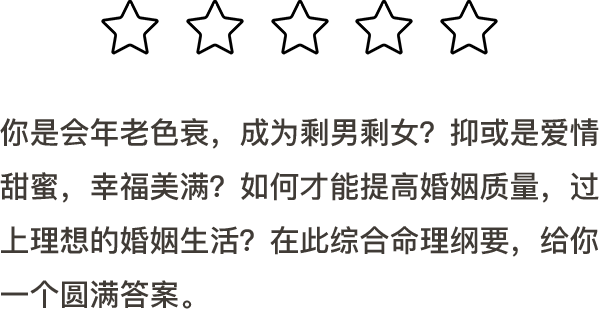 你是会年老色衰，成为剩男剩女？抑或是爱情
甜蜜，幸福美满？如何才能提高婚姻质量，过
上理想的婚姻生活？在此综合命理纲要，给你
一个圆满答案。